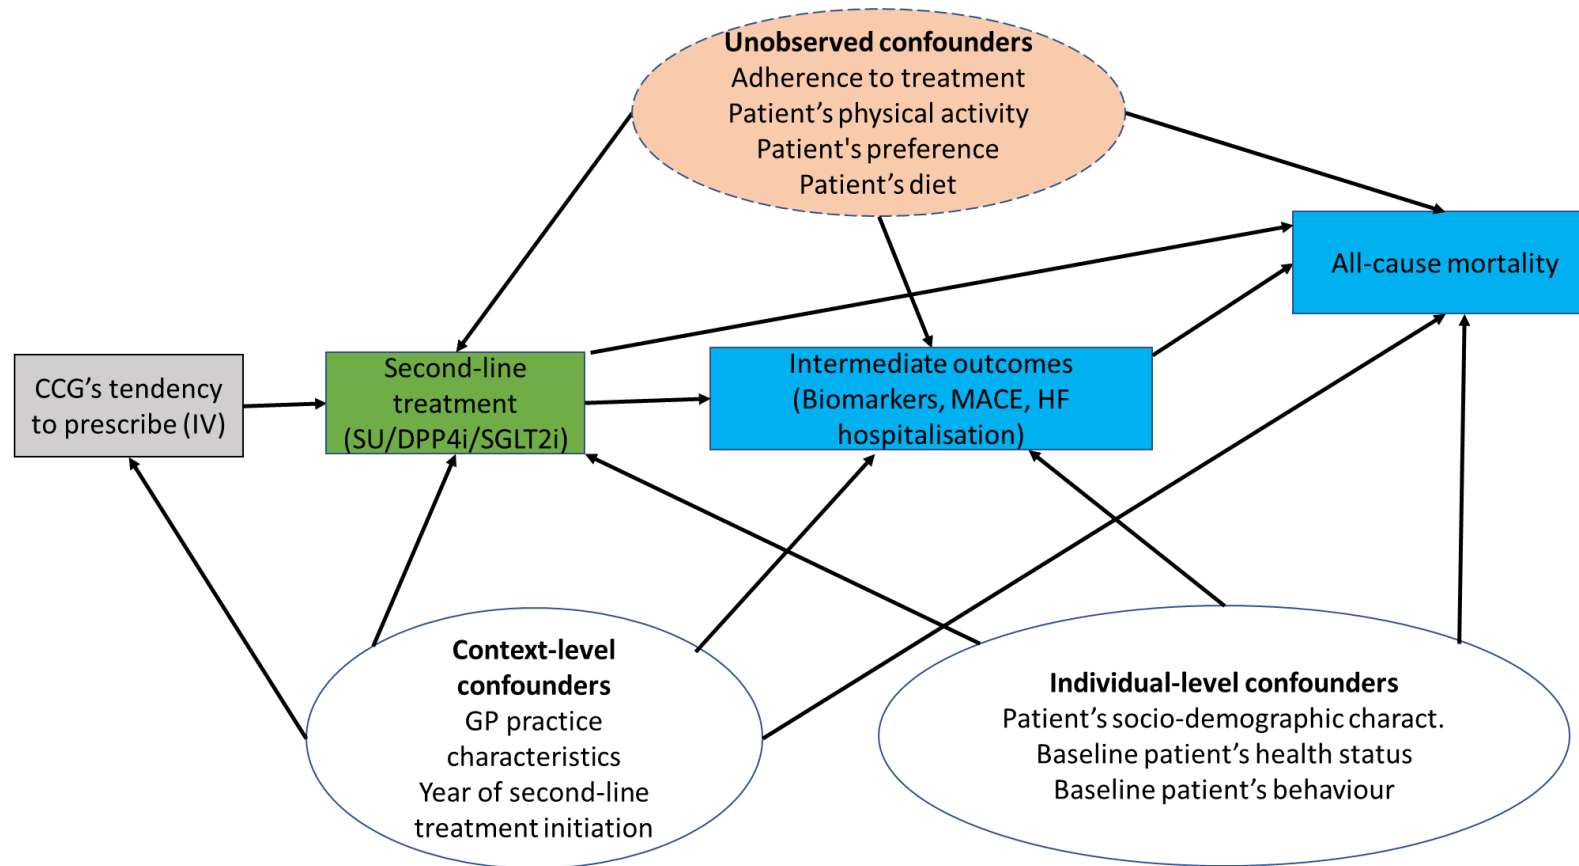 Unobserved confounders
Adherence to treatment
Patient’s physical activity
Patient's preference
Patient’s diet
All-cause mortality
CCG’s tendency
to prescribe (IV)
Second-line
treatment
(SU/DPP4i/SGLT2i)
Intermediate outcomes
(Biomarkers, MACE, HF
hospitalisation)
Context-level
confounders
GP practice
characteristics
Year of second-line
treatment initiation
Individual-level confounders
Patient’s socio-demographic charact.
Baseline patient’s health status
Baseline patient’s behaviour